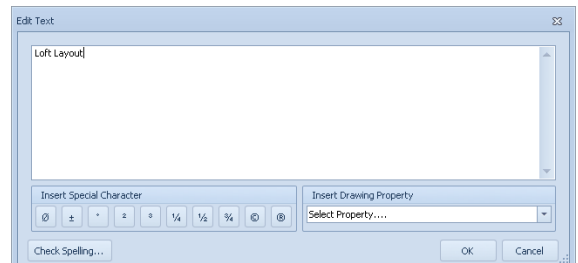 Edit Text
Loft Layout
Insert Special Character
Insert Drawing Property
Ø ± ° ² ³ ¼ ½ ¾ © ®
Select Property....
Check Spelling...
OK
Cancel